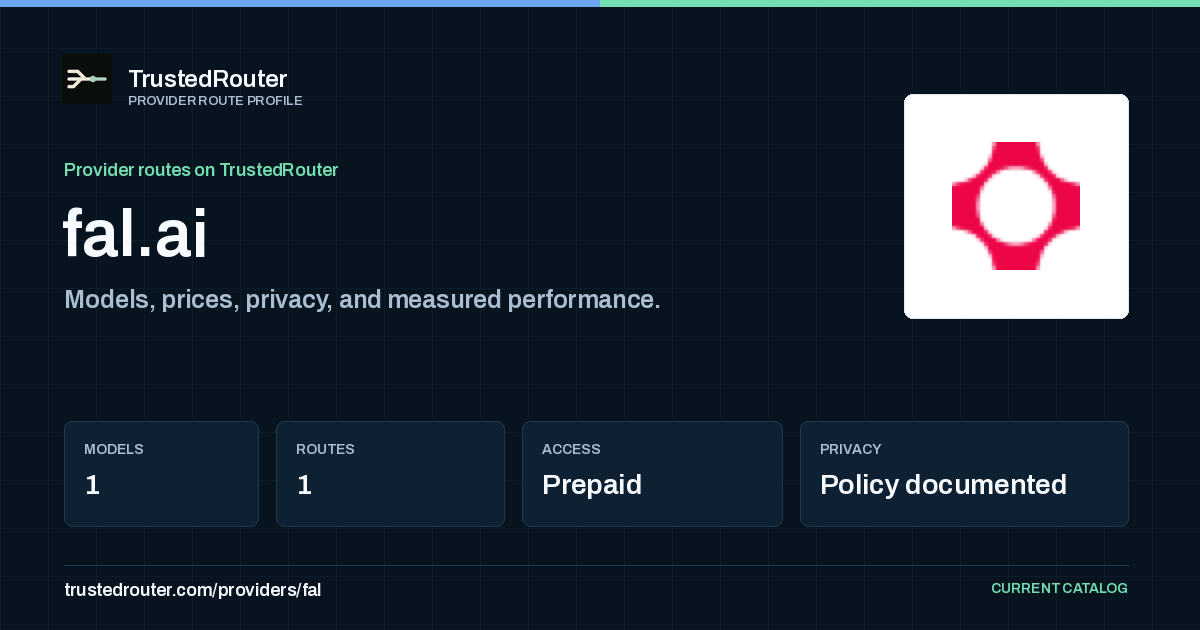 TrustedRouter
PROVIDER ROUTE PROFILE
Provider routes on TrustedRouter
fal.ai
Models, prices, privacy, and measured performance.
MODELS
1
ROUTES
1
ACCESS
Prepaid
PRIVACY
Policy documented
trustedrouter.com/providers/fal
CURRENT CATALOG